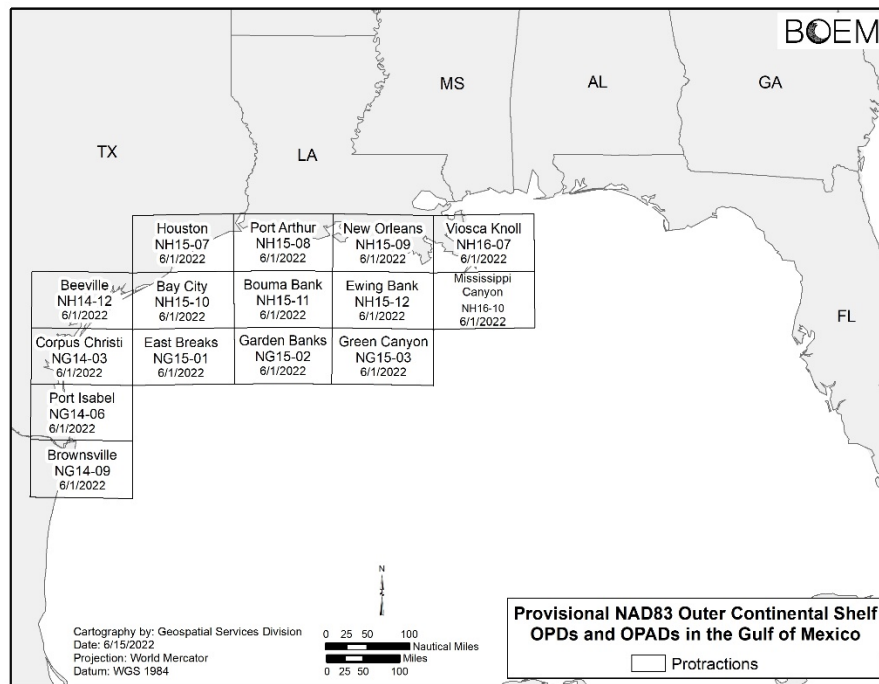 BOEM
MS
AL
GA
TX
LA
FL
Houston
NH15-07
6/1/2022
Port Arthur
NH15-08
6/1/2022
New Orleans
NH15-09
6/1/2022
Viosca Knoll
NH16-07
6/1/2022
Beeville
NH14-12
6/1/2022
Bay City
NH15-10
6/1/2022
Bouma Bank
NH15-11
6/1/2022
Ewing Bank
NH15-12
6/1/2022
Mississippi
Canyon
NH16-10
6/1/2022
Corpus Christi
NG14-03
6/1/2022
East Breaks
NG15-01
6/1/2022
Garden Banks
NG15-02
6/1/2022
Green Canyon
NG15-03
6/1/2022
Port Isabel
NG14-06
6/1/2022
Brownsville
NG14-09
6/1/2022
N
Cartography by: Geospatial Services Division
Date: 6/15/2022
Projection: World Mercator
Datum: WGS 1984
0 25 50 100
Nautical Miles
Miles
0 25 50 100
Provisional NAD83 Outer Continental Shelf
OPDs and OPADs in the Gulf of Mexico
Protractions